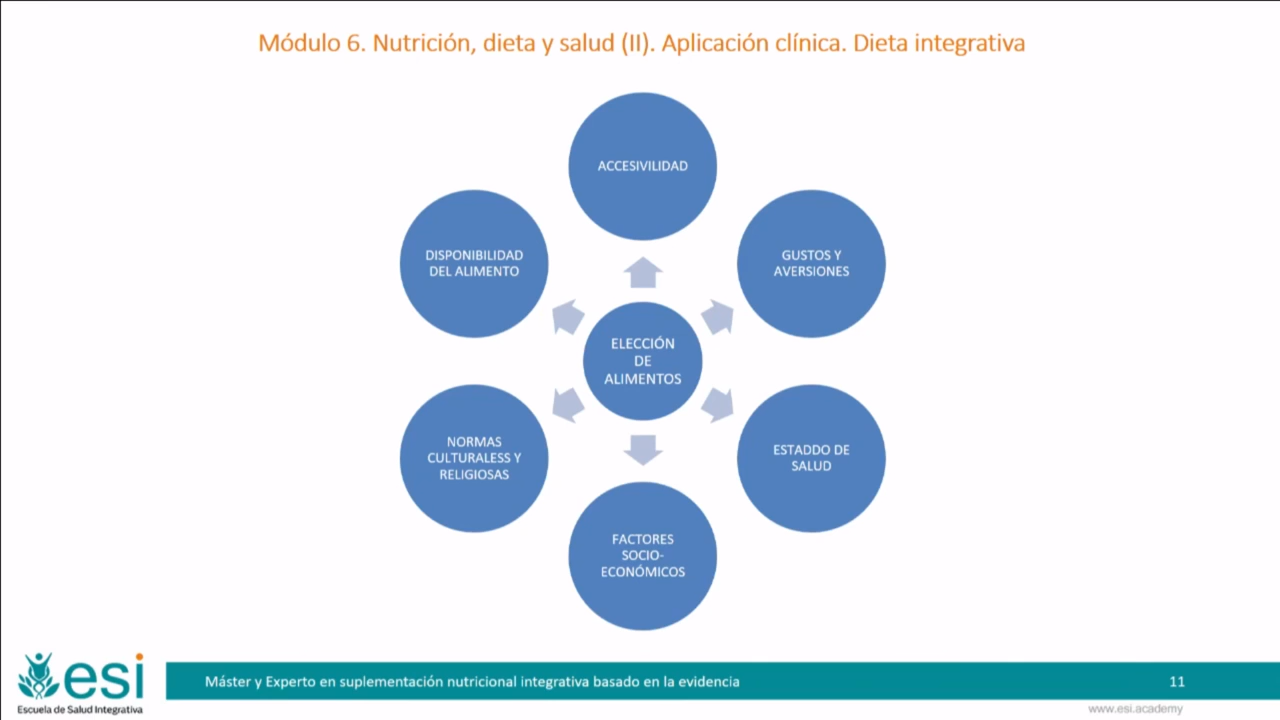 Módulo 6. Nutrición, dieta y salud (II). Aplicación clínica. Dieta integrativa
ACCESIVILIDAD
DISPONIBILIDAD
DEL ALIMENTO
GUSTOS Y
AVERSIONES
ELECCIÓN
DE
ALIMENTOS
NORMAS
CULTURALESS Y
RELIGIOSAS
ESTADDO DE
SALUD
FACTORES
SOCIO-
ECONÓMICOS
esi
Escuela de Salud Integrativa
Máster y Experto en suplementación nutricional integrativa basado en la evidencia
11
www.esi.academy